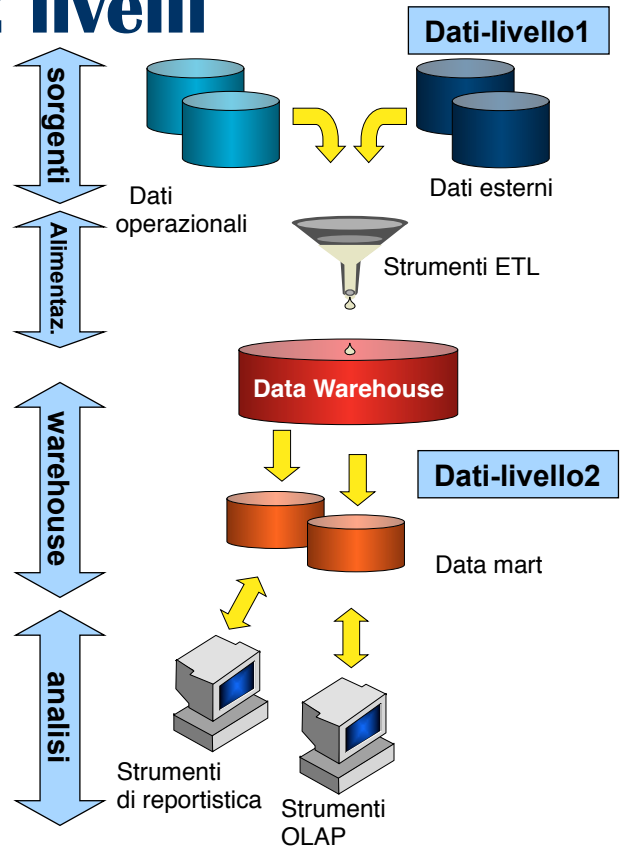 livelli
Dati-livello1
sorgenti
Dati
operazionali
Dati esterni
Alimentaz.
Strumenti ETL
Data Warehouse
warehouse
Dati-livello2
Data mart
analisi
Strumenti
di reportistica
Strumenti
OLAP